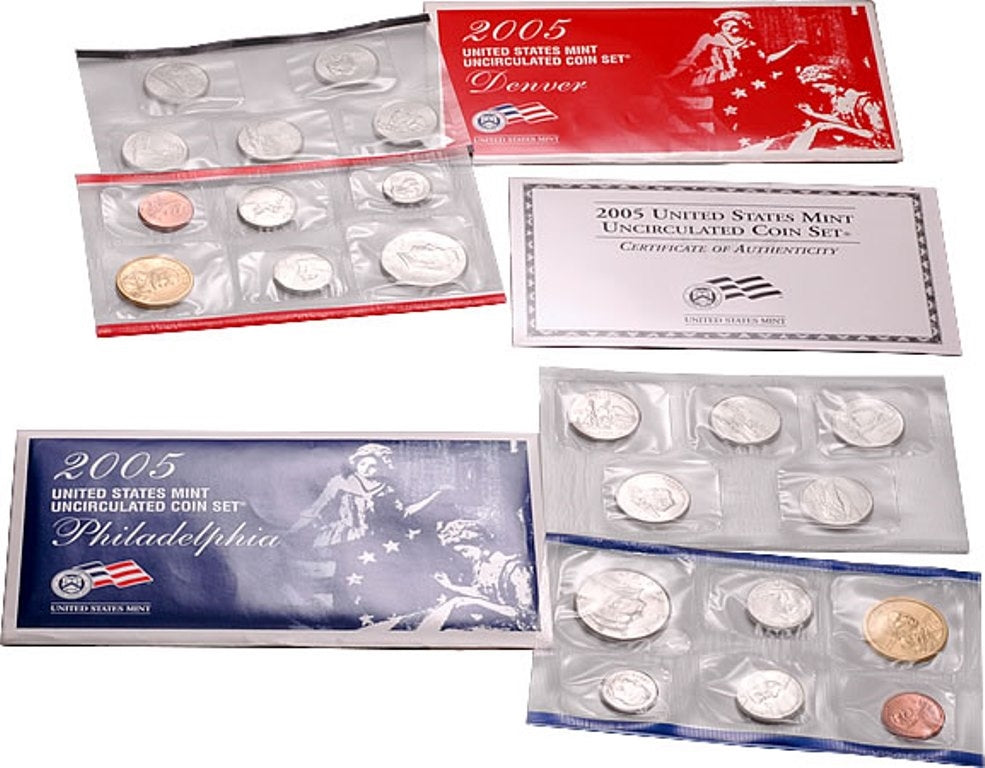 2005
UNITED STATES MINT
UNCIRCULATED COIN SET®
Denver
UNITED STATES MINT
2005 UNITED STATES MINT
UNCIRCULATED COIN SET®
CERTIFICATE OF AUTHENTICITY
UNITED STATES MINT
2005
UNITED STATES MINT
UNCIRCULATED COIN SET®
Philadelphia
UNITED STATES MINT